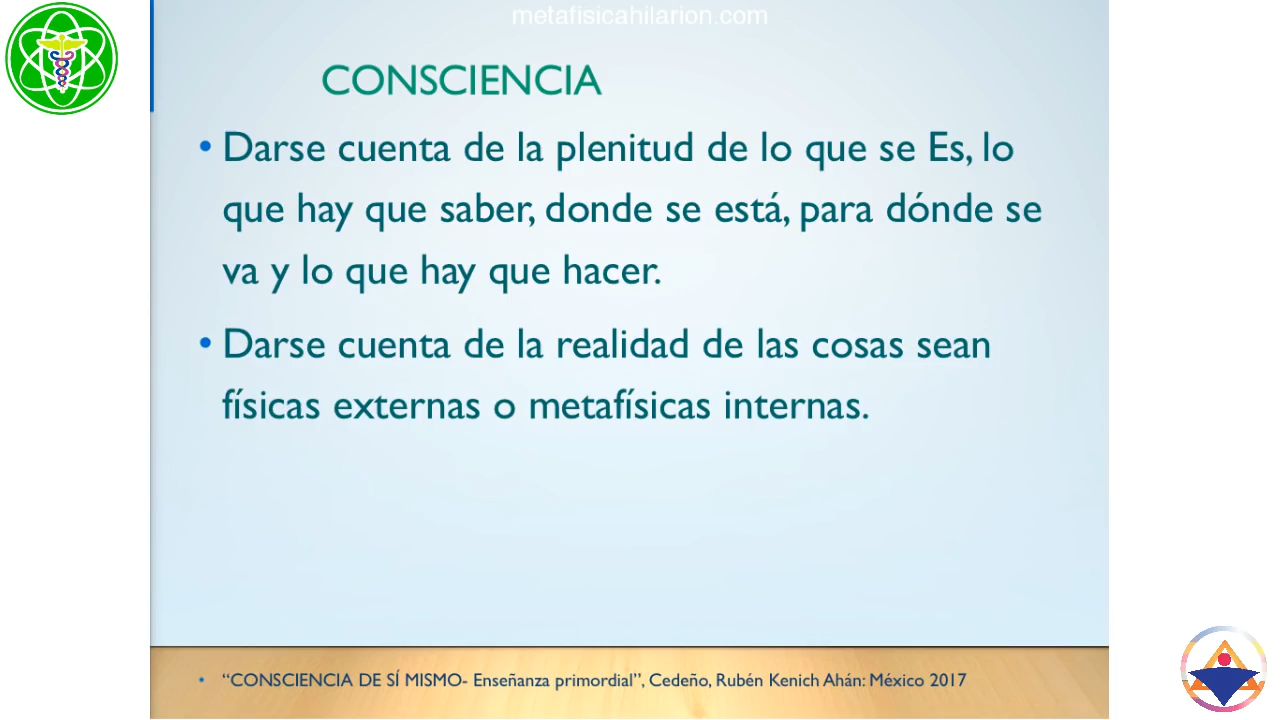 metafisicahilarion.com
CONSCIENCIA
• Darse cuenta de la plenitud de lo que se Es, lo
que hay que saber, donde se está, para dónde se
va y lo que hay que hacer.
• Darse cuenta de la realidad de las cosas sean
físicas externas o metafísicas internas.
• “CONSCIENCIA DE SÍ MISMO- Enseñanza primordial”, Cedeño, Rubén Kenich Ahán: México 2017